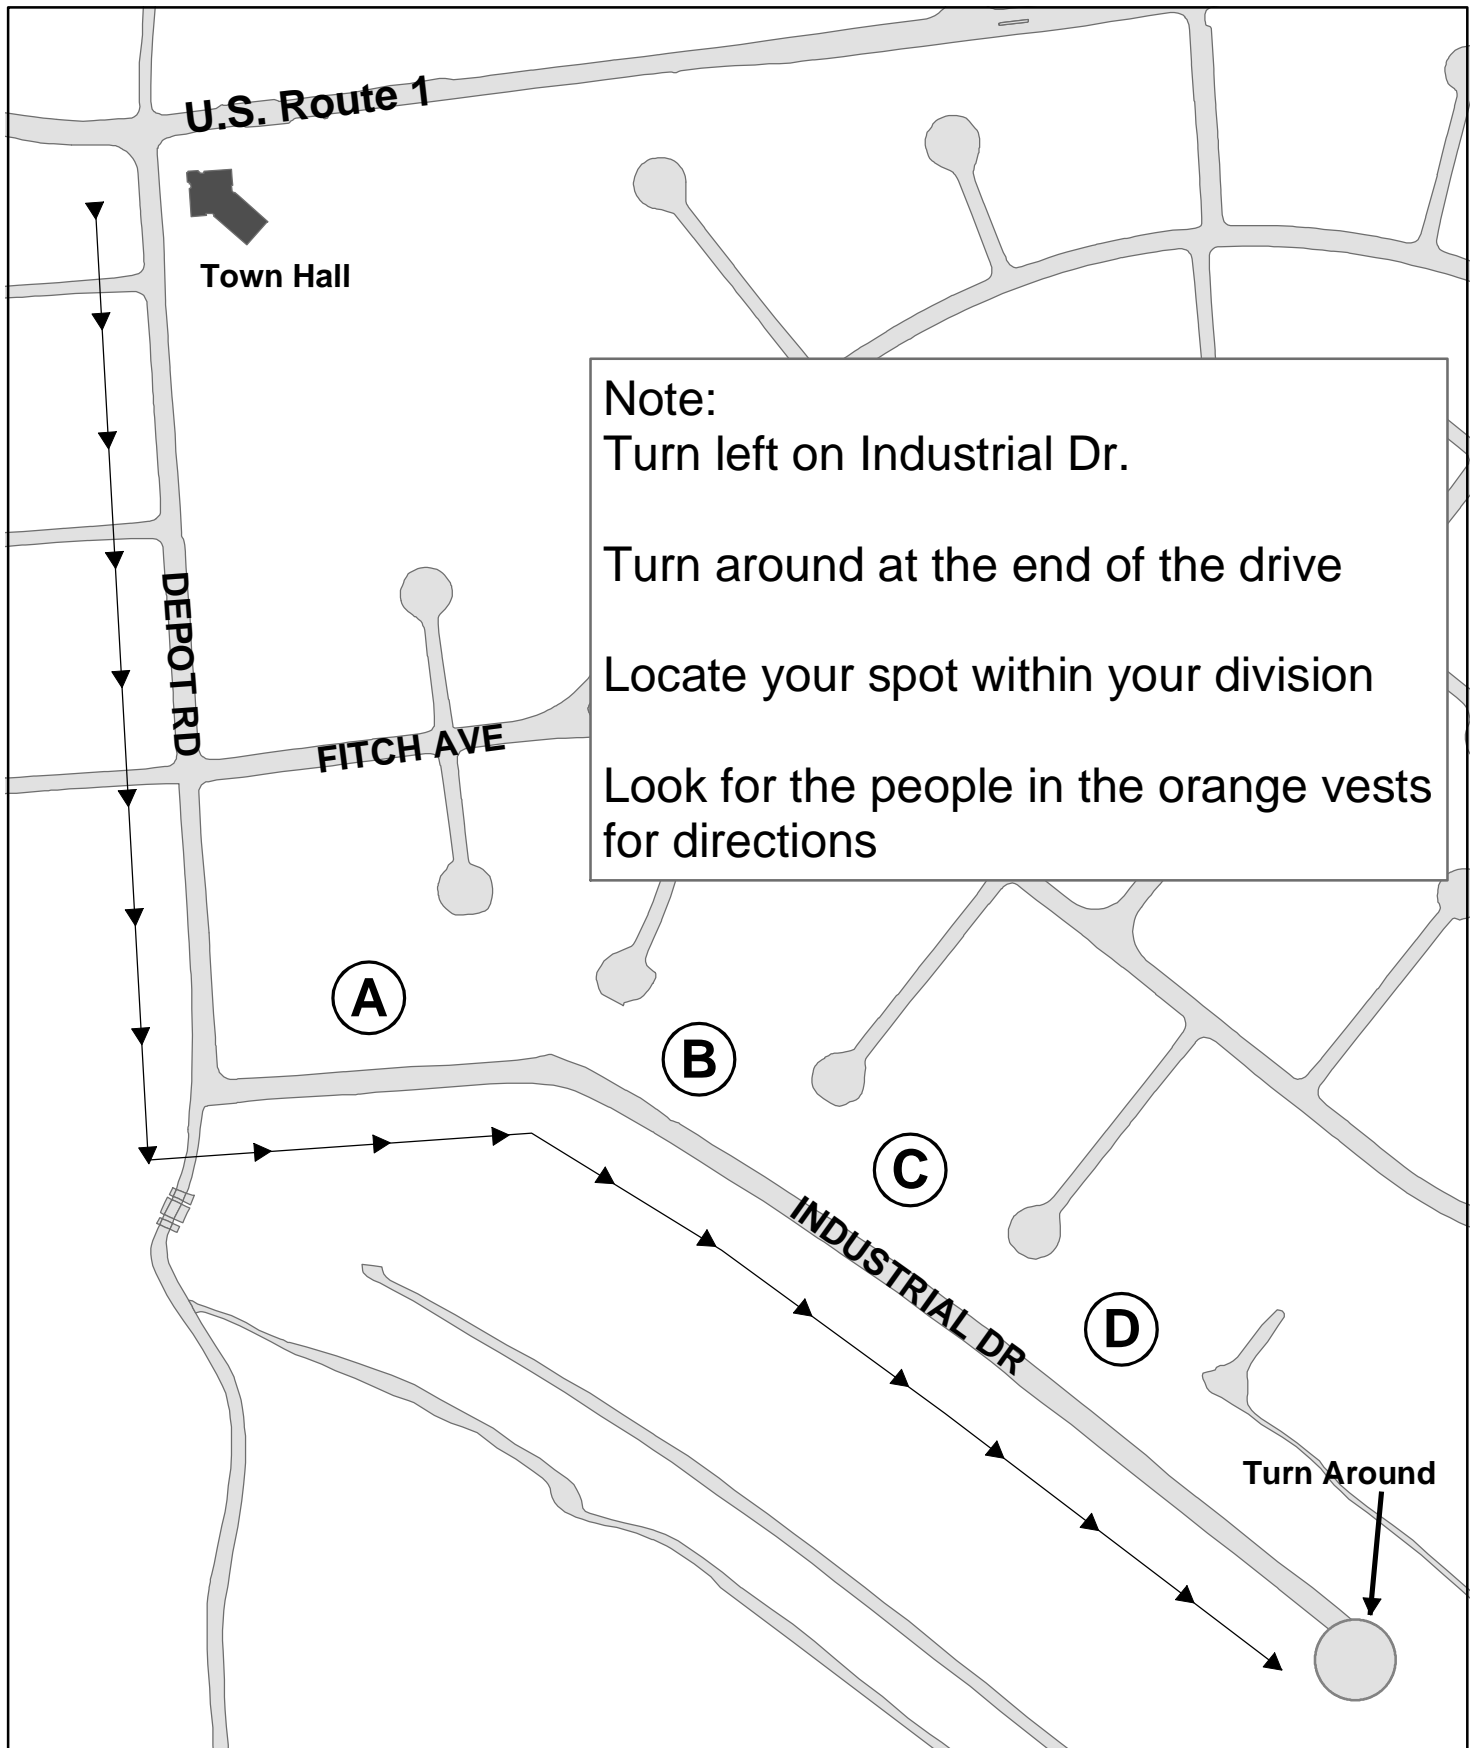 U.S. Route 1
Town Hall
Note:
Turn left on Industrial Dr.
Turn around at the end of the drive
Locate your spot within your division
Look for the people in the orange vests
for directions
DEPOT RD
FITCH AVE
A
B
C
INDUSTRIAL DR
D
Turn Around